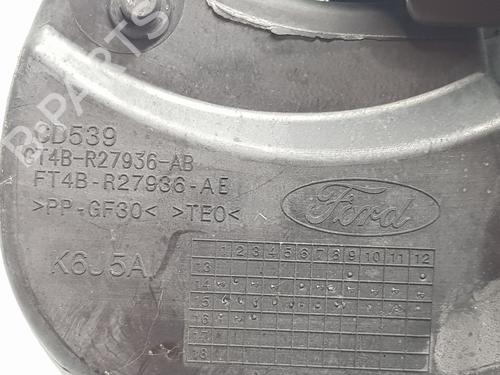 CD539
GT4B-R27936-AB
FT4B-R27936-AE
>PP-GF30< >TEO<
Ford
K6J5A
1 2 3 4 5 6 7 8 9 10 11 12
13
14
15
16
17
18